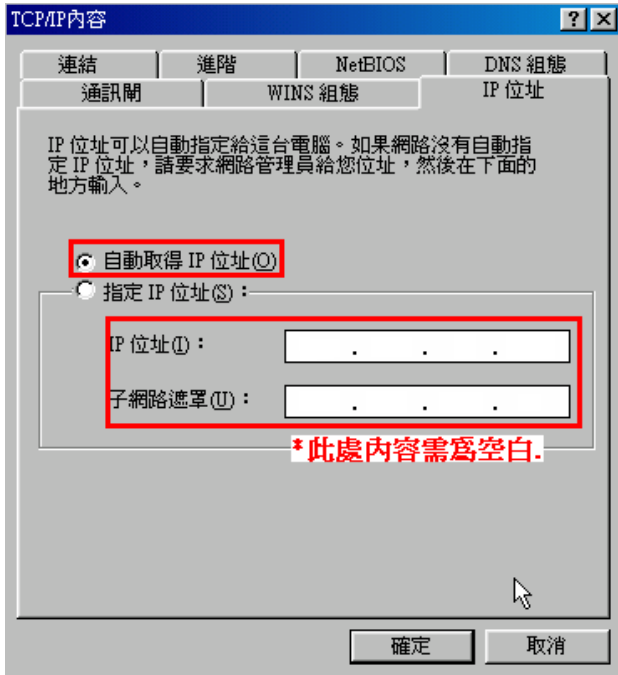 TCP/IP內容
連結
進階
NetBIOS
DNS 組態
通訊閘
WINS 組態
IP 位址
IP 位址可以自動指定給這台電腦。如果網路沒有自動指
定 IP 位址，請要求網路管理員給您位址，然後在下面的
地方輸入。
自動取得 IP 位址(O)
指定 IP 位址(S)：
IP 位址(I)：
子網路遮罩(U)：
*此處內容需為空白.
確定
取消